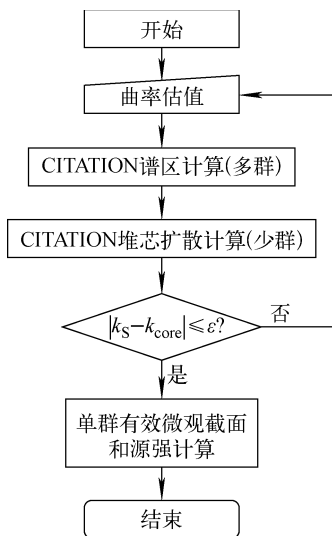 开始
曲率估值
CITATION谱区计算(多群)
CITATION堆芯扩散计算(少群)
|kS−kcore|≤ε?
否
是
单群有效微观截面
和源强计算
结束